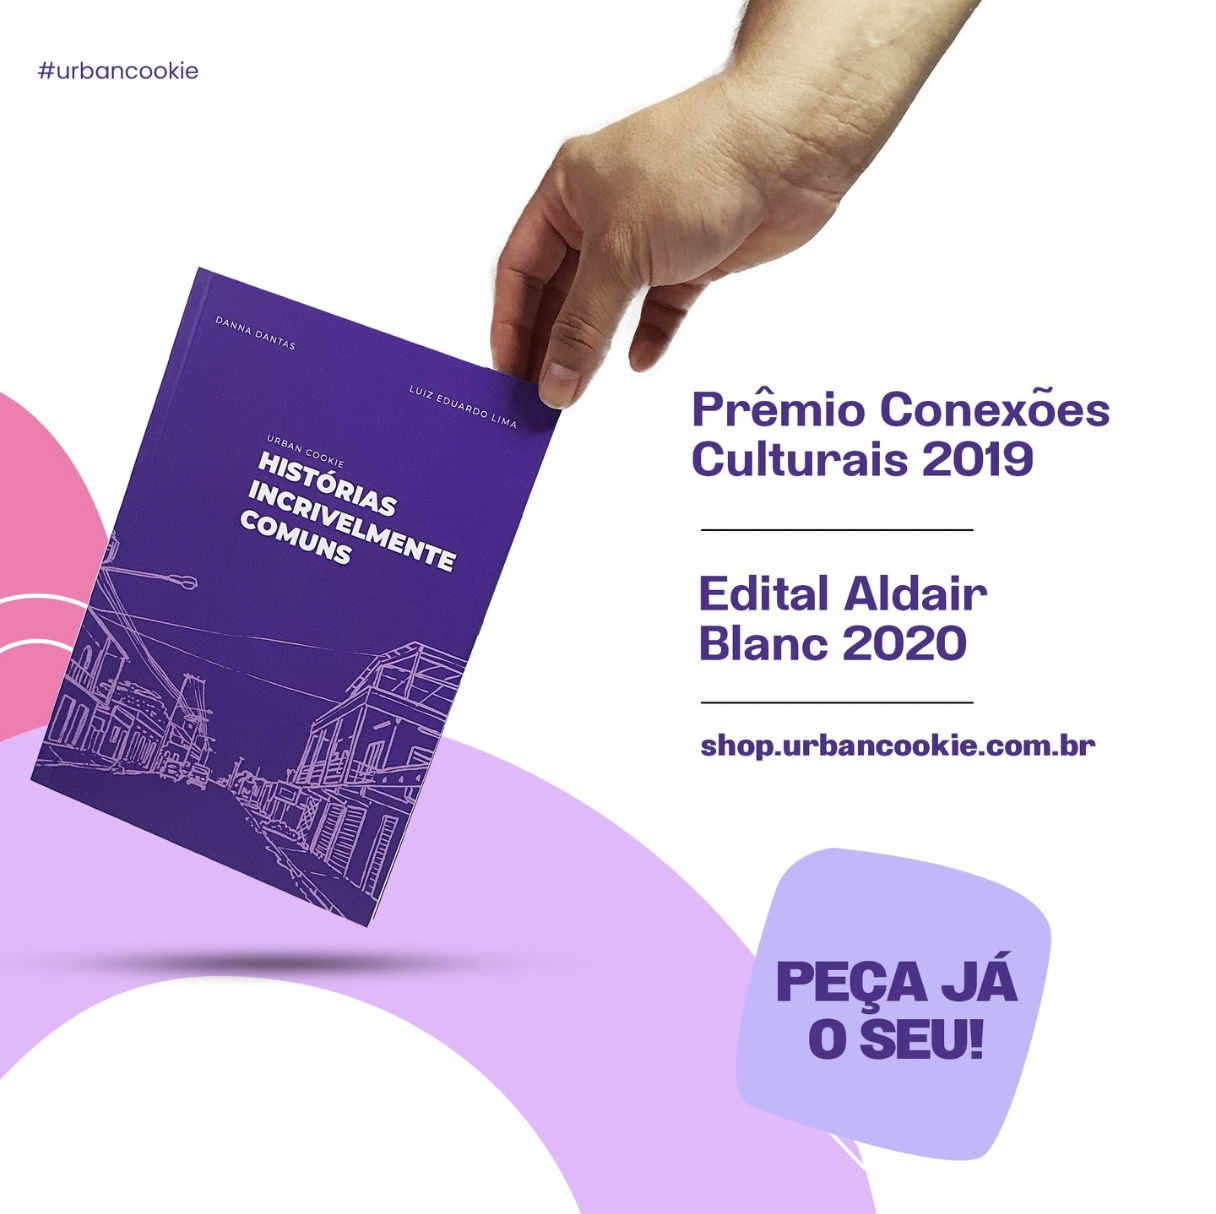 #urbancookie
DANNA DANTAS
LUIZ EDUARDO LIMA
URBAN COOKIE
HISTÓRIAS
INCRIVELMENTE
COMUNS
Prêmio Conexões
Culturais 2019
Edital Aldair
Blanc 2020
shop.urbancookie.com.br
PEÇA JÁ
O SEU!